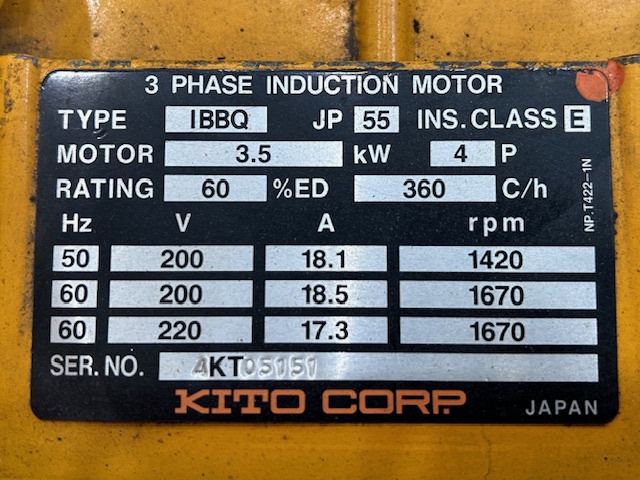 3 PHASE INDUCTION MOTOR
TYPE IBBQ JP 55 INS. CLASS E
MOTOR 3.5 kW 4 P
RATING 60 %ED 360 C/h
Hz V A rpm
50 200 18.1 1420
60 200 18.5 1670
60 220 17.3 1670
SER. NO. 4KT05151
KITO CORP. JAPAN
NP. T422-1N